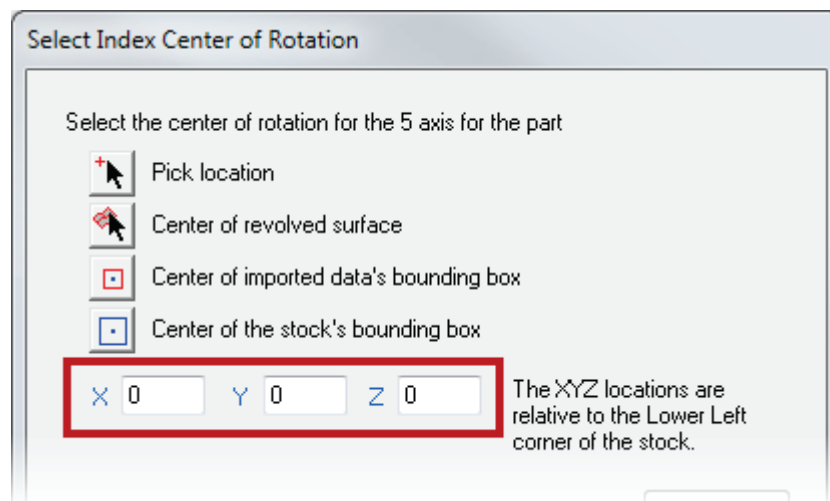 Select Index Center of Rotation
Select the center of rotation for the 5 axis for the part
Pick location
Center of revolved surface
Center of imported data's bounding box
Center of the stock's bounding box
X 0 Y 0 Z 0
The XYZ locations are
relative to the Lower Left
corner of the stock.